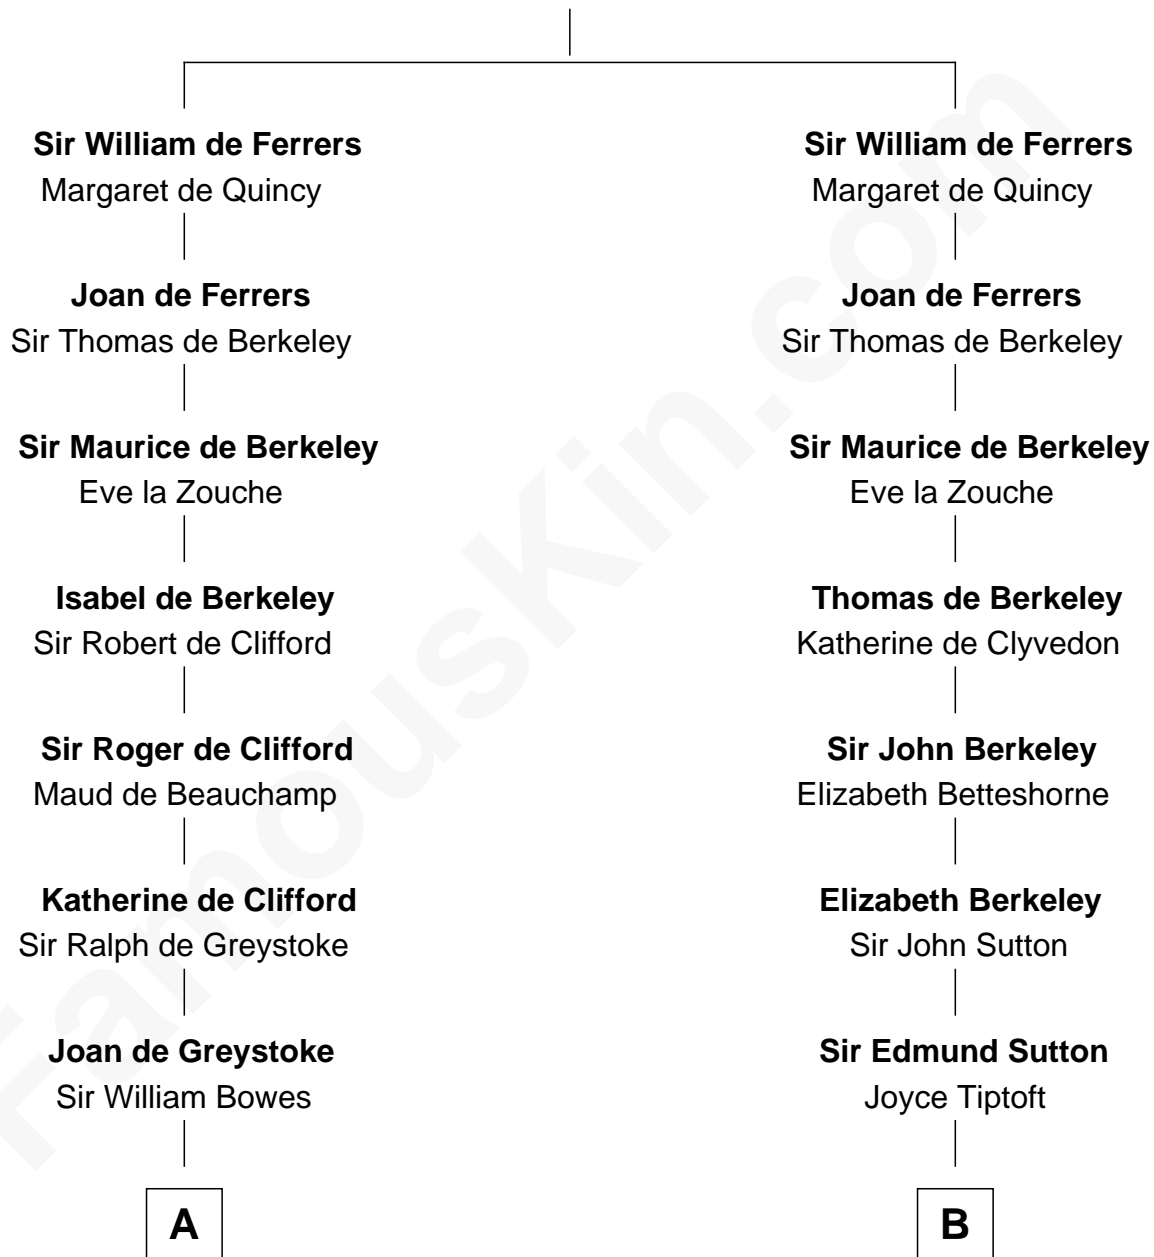 Sir William de Ferrers
Margaret de Quincy
Joan de Ferrers
Sir Thomas de Berkeley
Sir Maurice de Berkeley
Eve la Zouche
Isabel de Berkeley
Sir Robert de Clifford
Sir Roger de Clifford
Maud de Beauchamp
Katherine de Clifford
Sir Ralph de Greystoke
Joan de Greystoke
Sir William Bowes
A
Sir William de Ferrers
Margaret de Quincy
Joan de Ferrers
Sir Thomas de Berkeley
Sir Maurice de Berkeley
Eve la Zouche
Thomas de Berkeley
Katherine de Clyvedon
Sir John Berkeley
Elizabeth Betteshorne
Elizabeth Berkeley
Sir John Sutton
Sir Edmund Sutton
Joyce Tiptoft
B
FamousKin.com